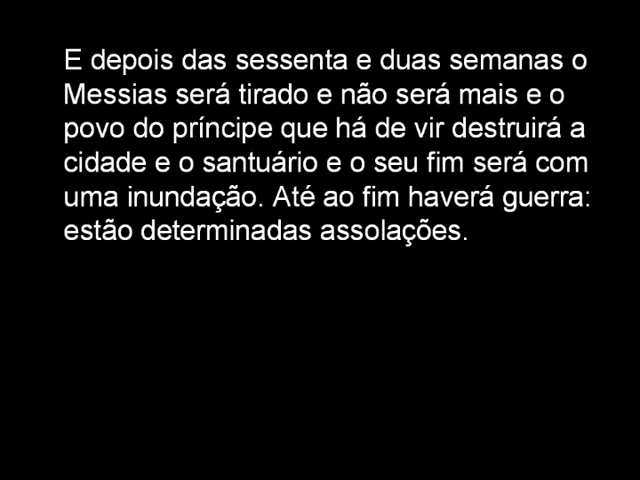 E depois das sessenta e duas semanas o
Messias será tirado e não será mais e o
povo do príncipe que há de vir destruirá a
cidade e o santuário e o seu fim será com
uma inundação. Até ao fim haverá guerra:
estão determinadas assolações.